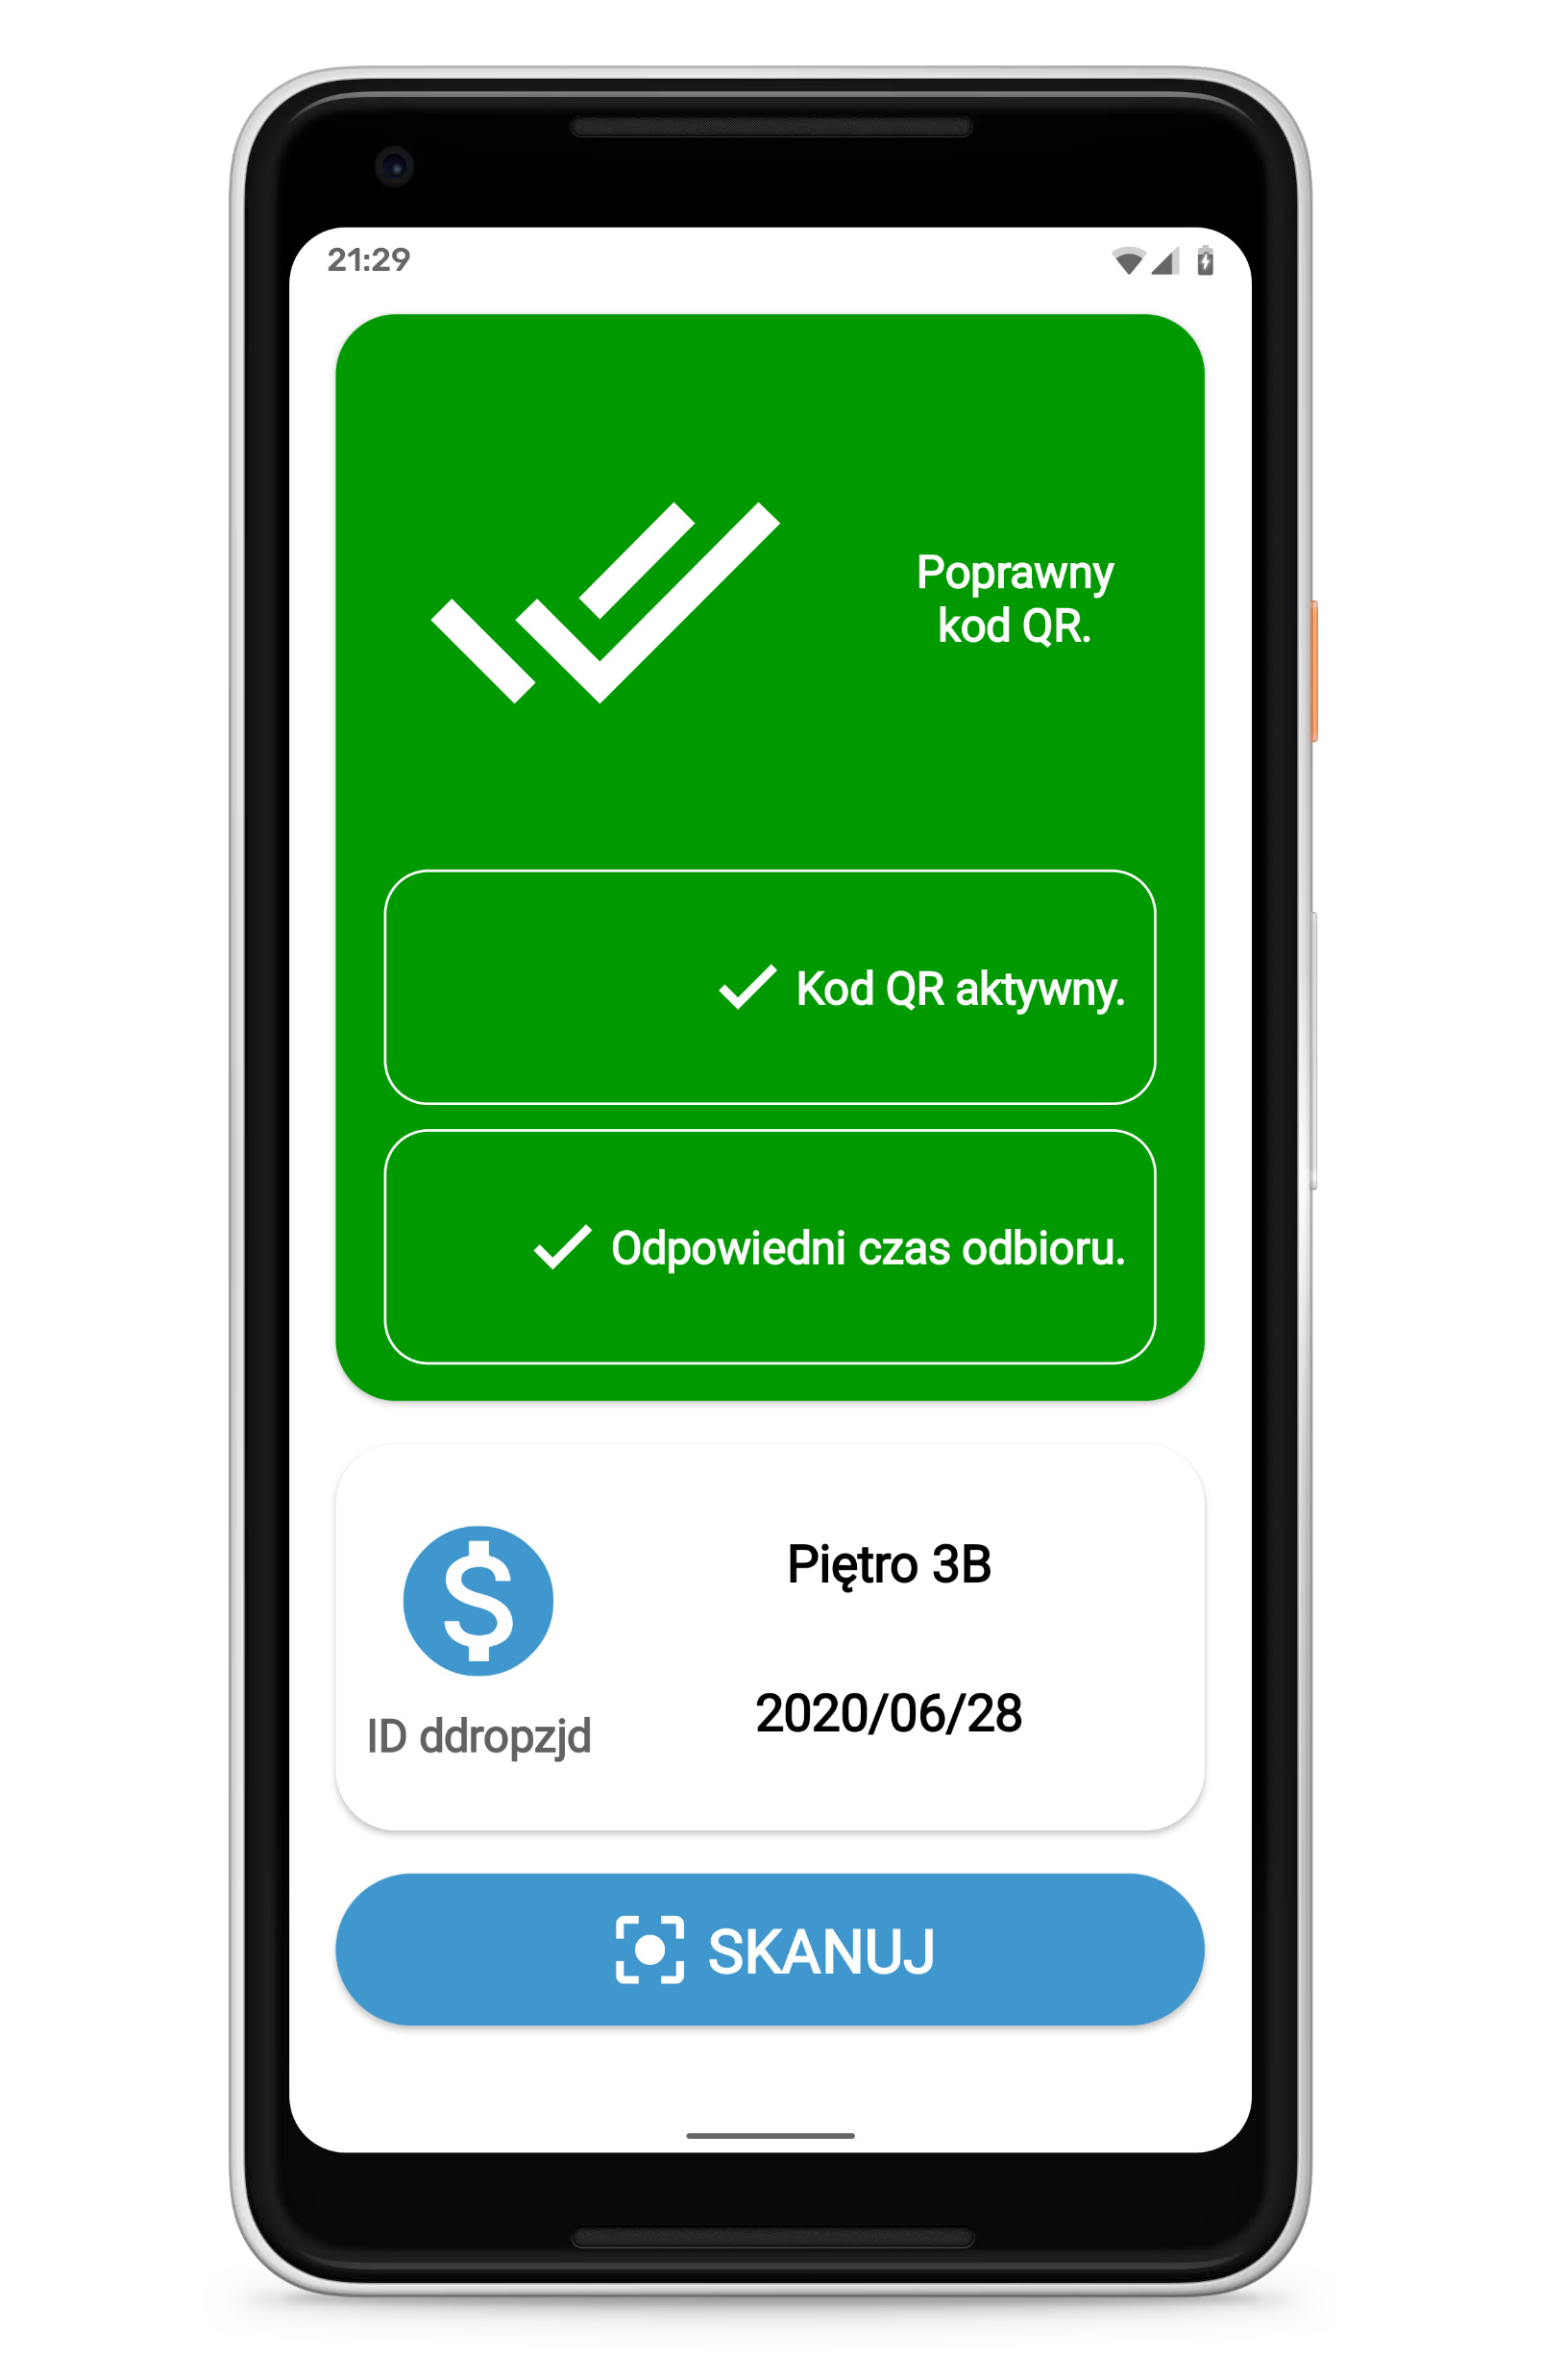 21:29
Poprawny
kod QR.
Kod QR aktywny.
Odpowiedni czas odbioru.
Piętro 3B
ID ddropzjd
2020/06/28
SKANUJ